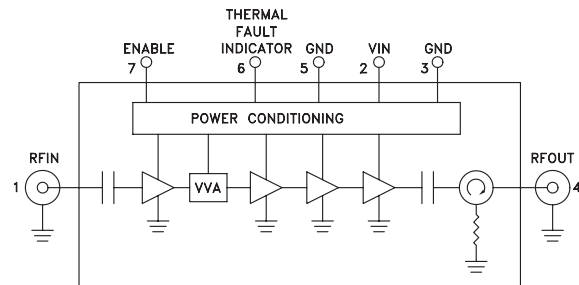 THERMAL
FAULT
ENABLE INDICATOR GND VIN GND
7 6 5 2 3
POWER CONDITIONING
RFIN RFOUT
1 VVA 4